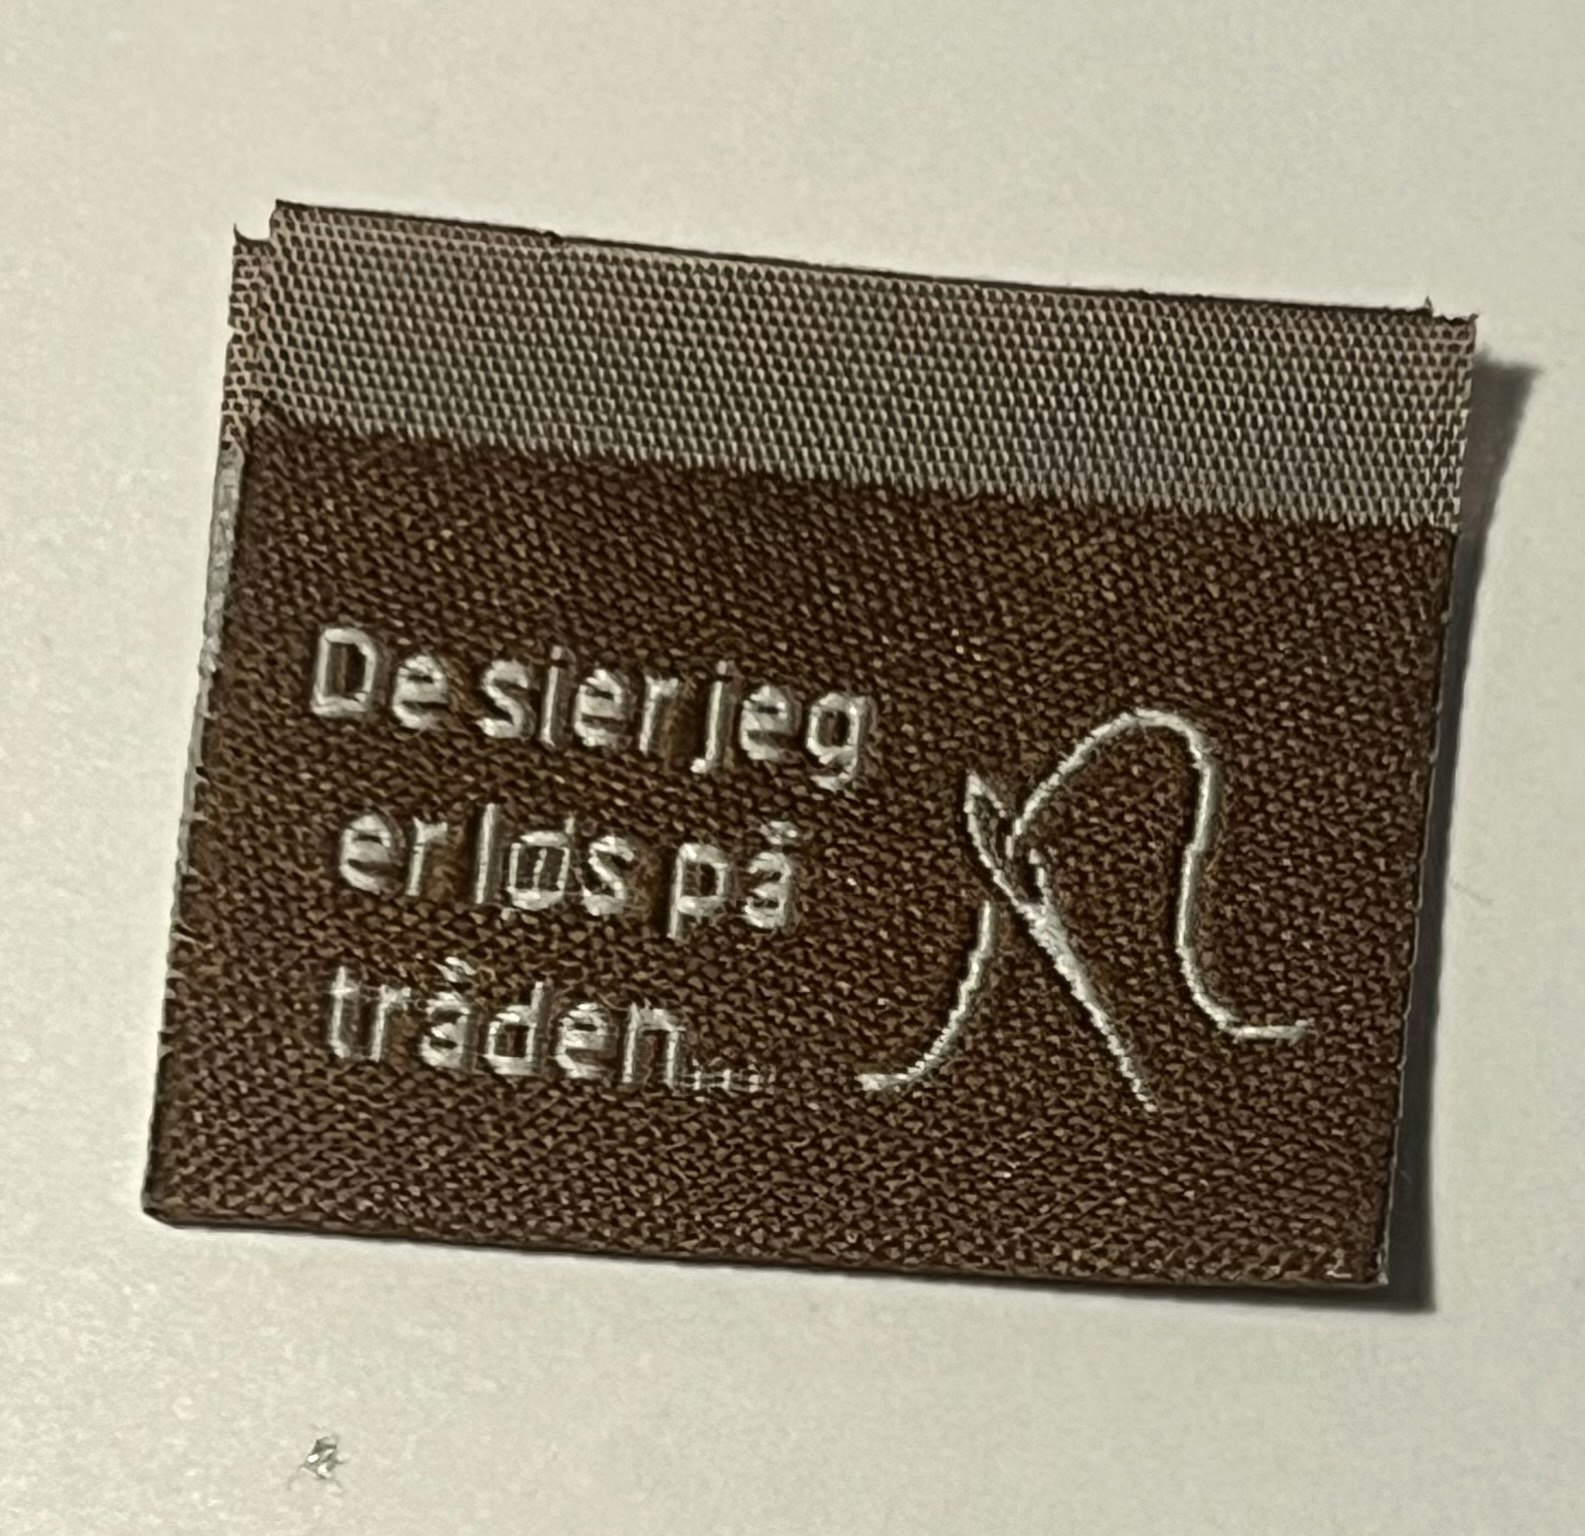 De sier jeg
er løs på
tråden....